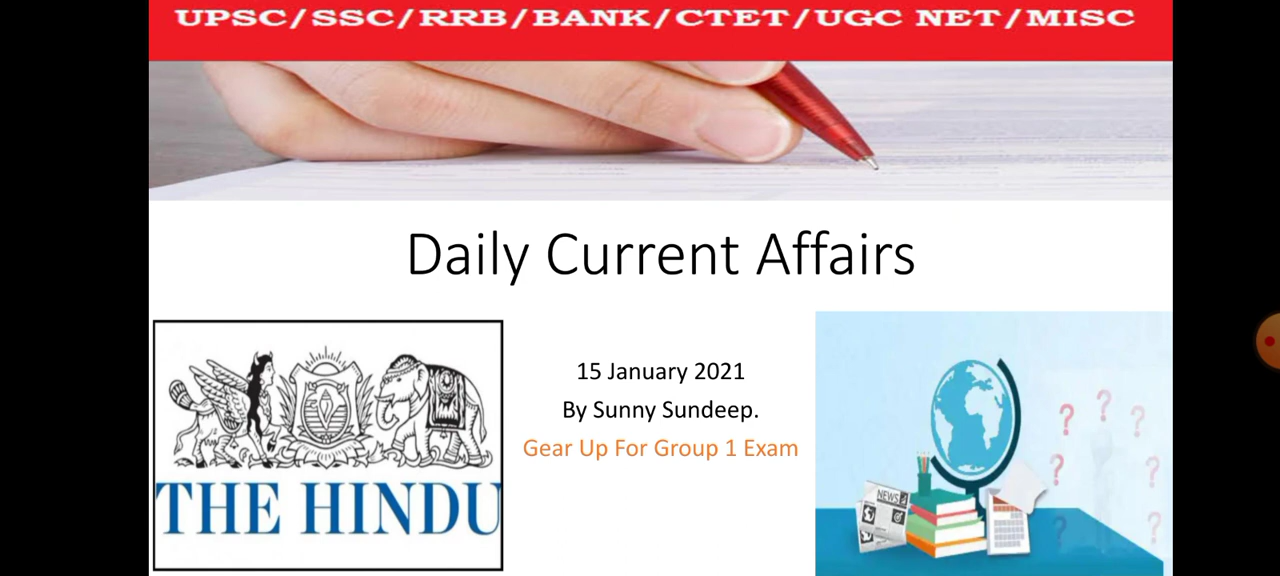 UPSC/SSC/RRB/BANK/CTET/UGC NET/MISC
Daily Current Affairs
15 January 2021
By Sunny Sundeep.
Gear Up For Group 1 Exam
THE HINDU
NEWS